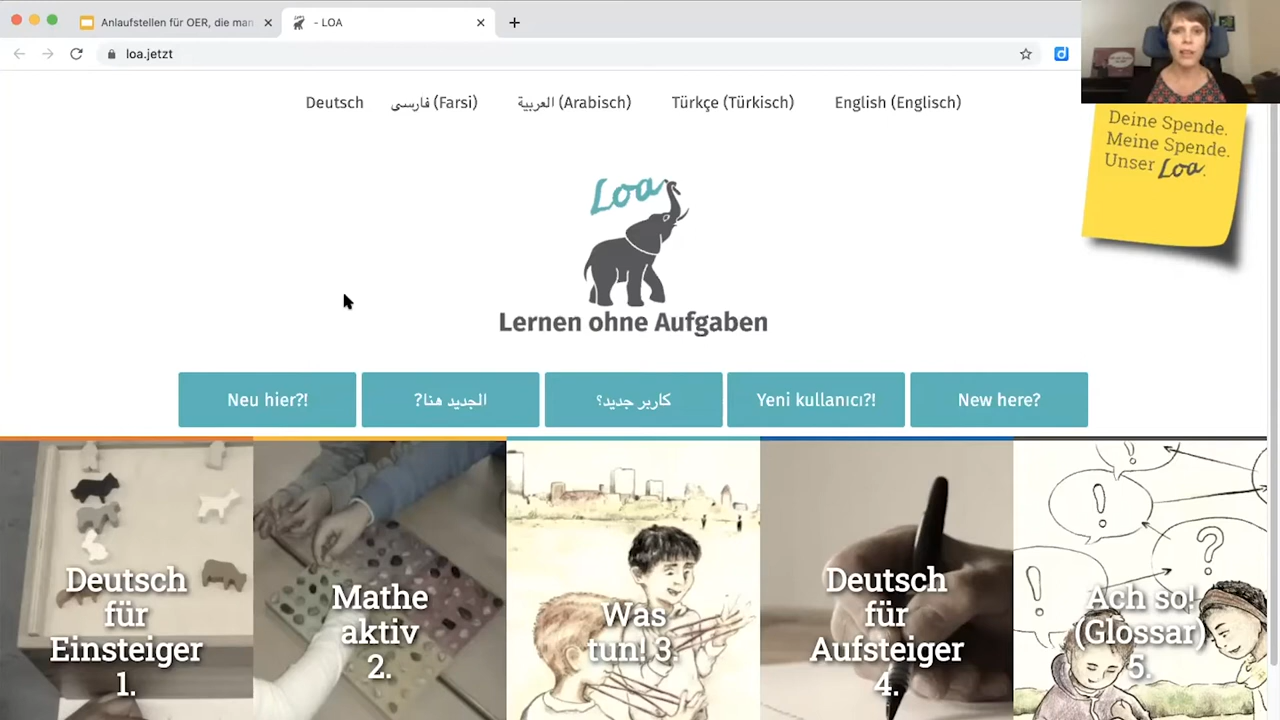 Anlaufstellen für OER, die man
- LOA
loa.jetzt
Deutsch
فارسی (Farsi)
العربية (Arabisch)
Türkçe (Türkisch)
English (Englisch)
Deine Spende.
Meine Spende.
Unser Loa.
Loa
Lernen ohne Aufgaben
Neu hier?!
الجديد هنا؟
کاربر جدید؟
Yeni kullanıcı?!
New here?
Deutsch
für
Einsteiger
1.
Mathe
aktiv
2.
Was
tun! 3.
Deutsch
für
Aufsteiger
4.
Ach so!
(Glossar)
5.